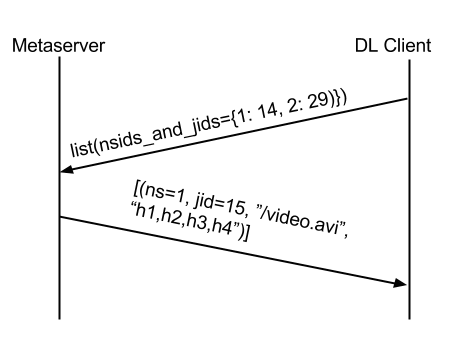 Metaserver
DL Client
list(nsids_and_jids={1: 14, 2: 29)})
[(ns=1, jid=15, ”/video.avi”,
“h1,h2,h3,h4”)]